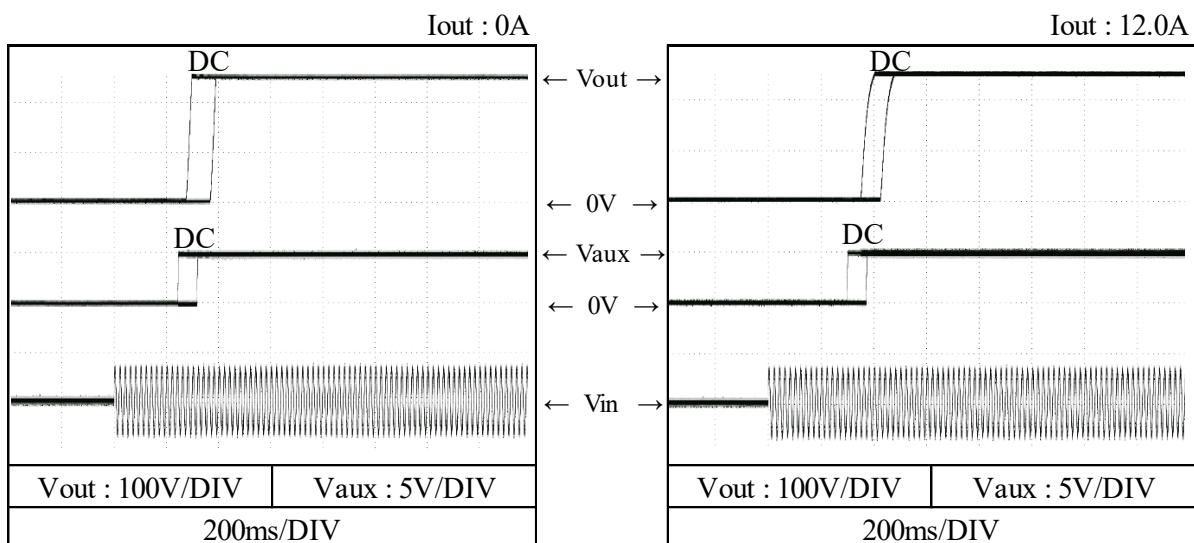 Iout : 0A
Iout : 12.0A
DC
DC
← Vout →
← 0V →
DC
DC
← Vaux →
← 0V →
← Vin →
Vout : 100V/DIV
Vaux : 5V/DIV
Vout : 100V/DIV
Vaux : 5V/DIV
200ms/DIV
200ms/DIV